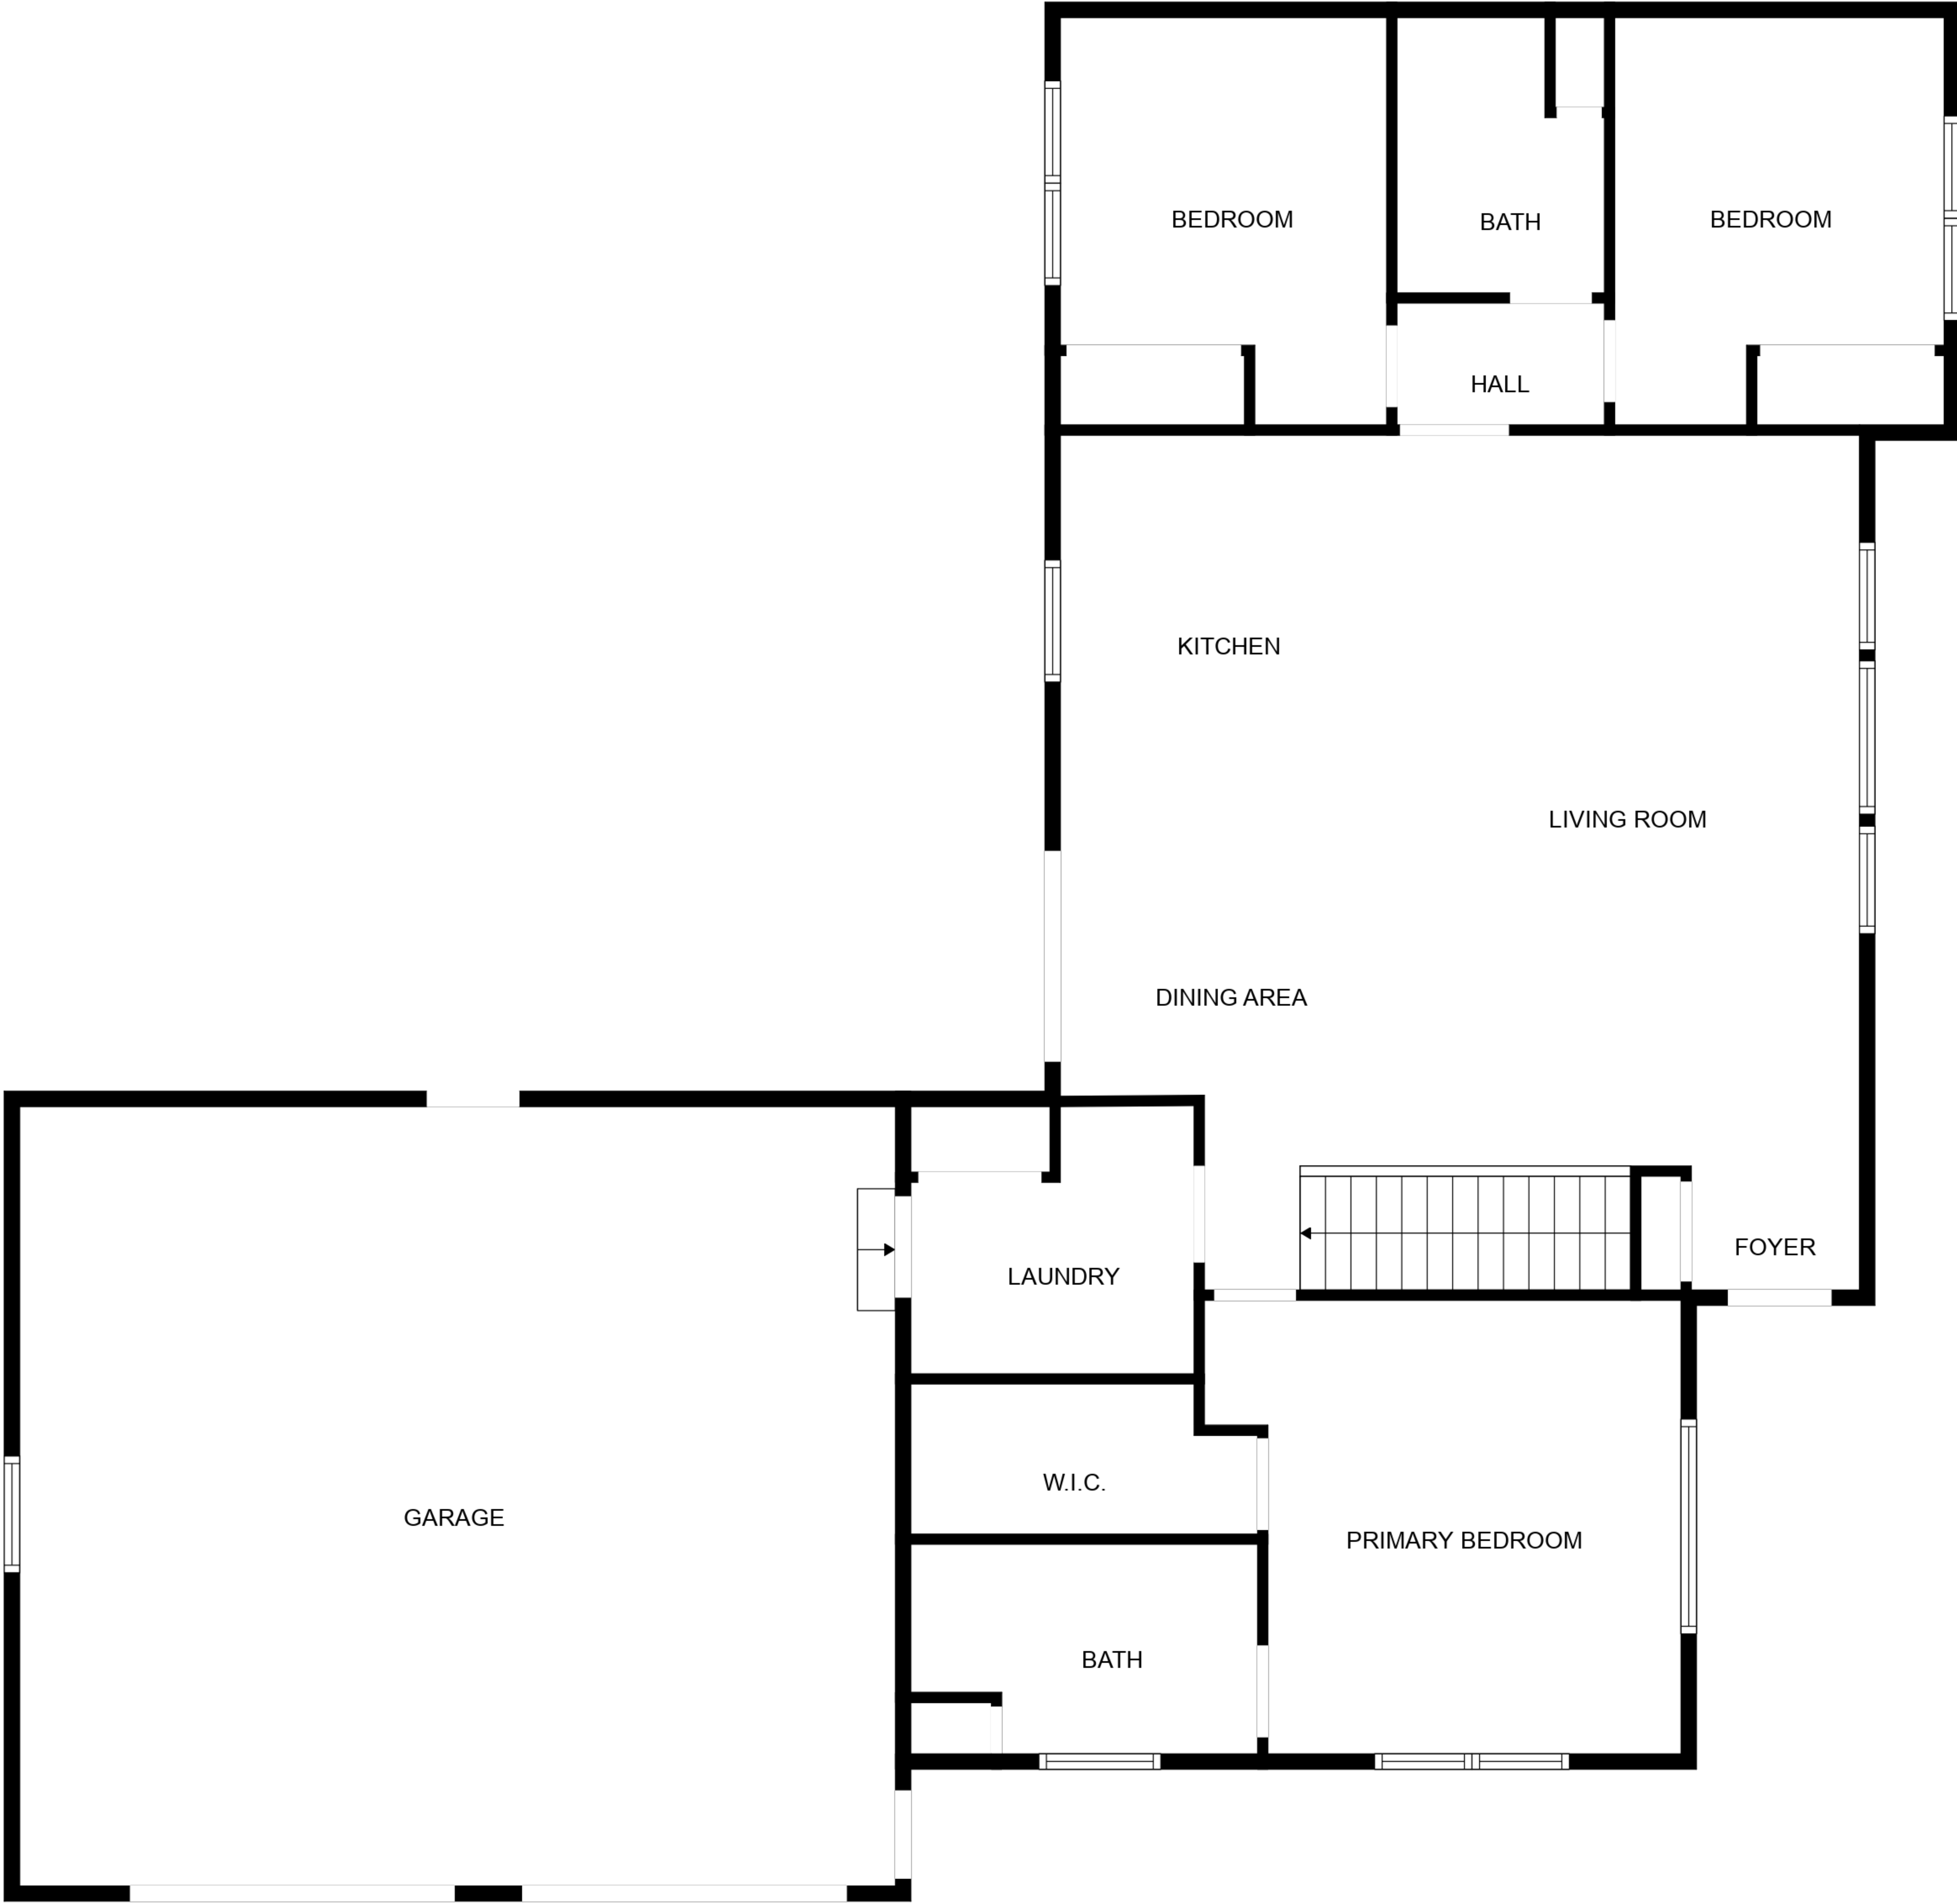 BEDROOM
BATH
BEDROOM
HALL
KITCHEN
LIVING ROOM
DINING AREA
FOYER
LAUNDRY
W.I.C.
GARAGE
PRIMARY BEDROOM
BATH